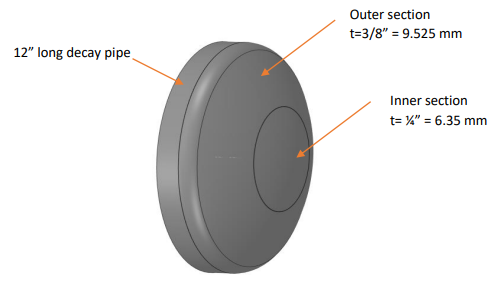 Outer section
t=3/8” = 9.525 mm
12” long decay pipe
Inner section
t= ¼” = 6.35 mm